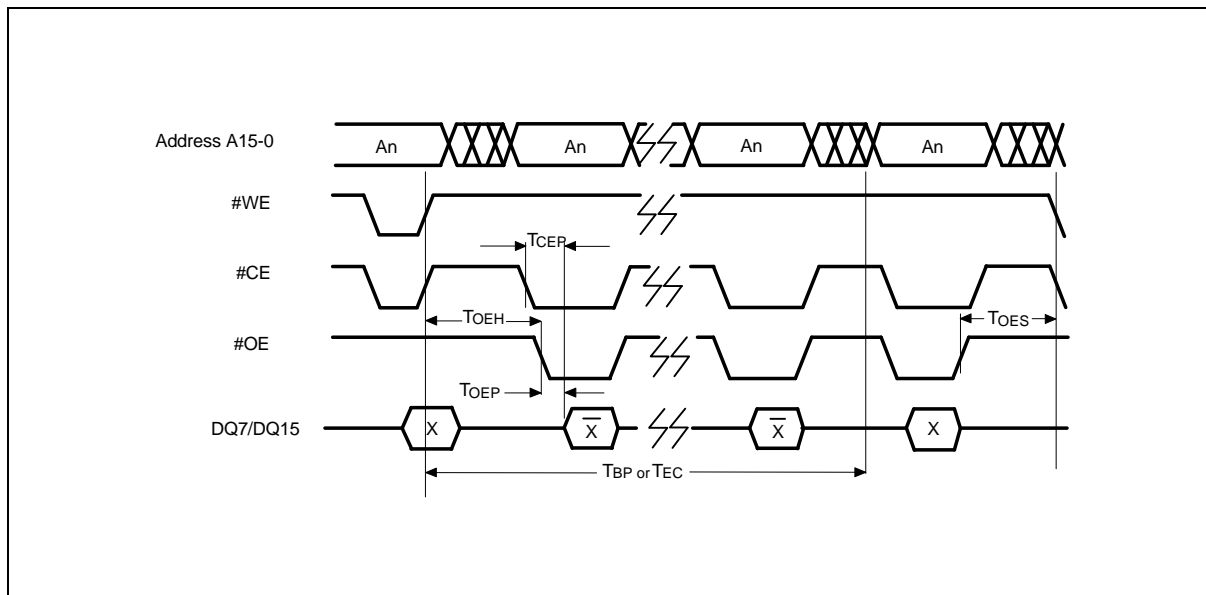 Address A15-0 An An An An
#WE
TCEP
#CE
TOEH TOES
#OE
TOEP
DQ7/DQ15 X X̅ X̅ X
TBP or TEC